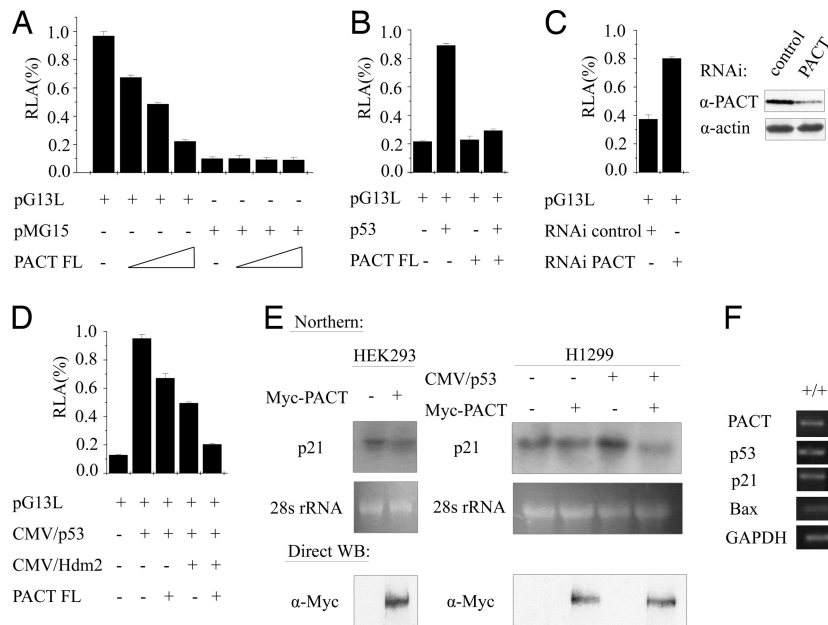 A
RLA(%)
1.0
0.8
0.6
0.4
0.2
0.0
pG13L + + + + - - - -
pMG15 - - - - + + + +
PACT FL - -
B
RLA(%)
1.0
0.8
0.6
0.4
0.2
0.0
pG13L + + + +
p53 - + - +
PACT FL - - + +
C
RLA(%)
1.0
0.8
0.6
0.4
0.2
0.0
pG13L + +
RNAi control + -
RNAi PACT - +
RNAi: control PACT
α-PACT
α-actin
D
RLA(%)
1.0
0.8
0.6
0.4
0.2
0.0
pG13L + + + + +
CMV/p53 - + + + +
CMV/Hdm2 - - - + +
PACT FL - - + - +
E
Northern:
HEK293
Myc-PACT - +
p21
28s rRNA
Direct WB:
α-Myc
H1299
CMV/p53 - - + +
Myc-PACT - + - +
p21
28s rRNA
α-Myc
F
+/+
PACT
p53
p21
Bax
GAPDH